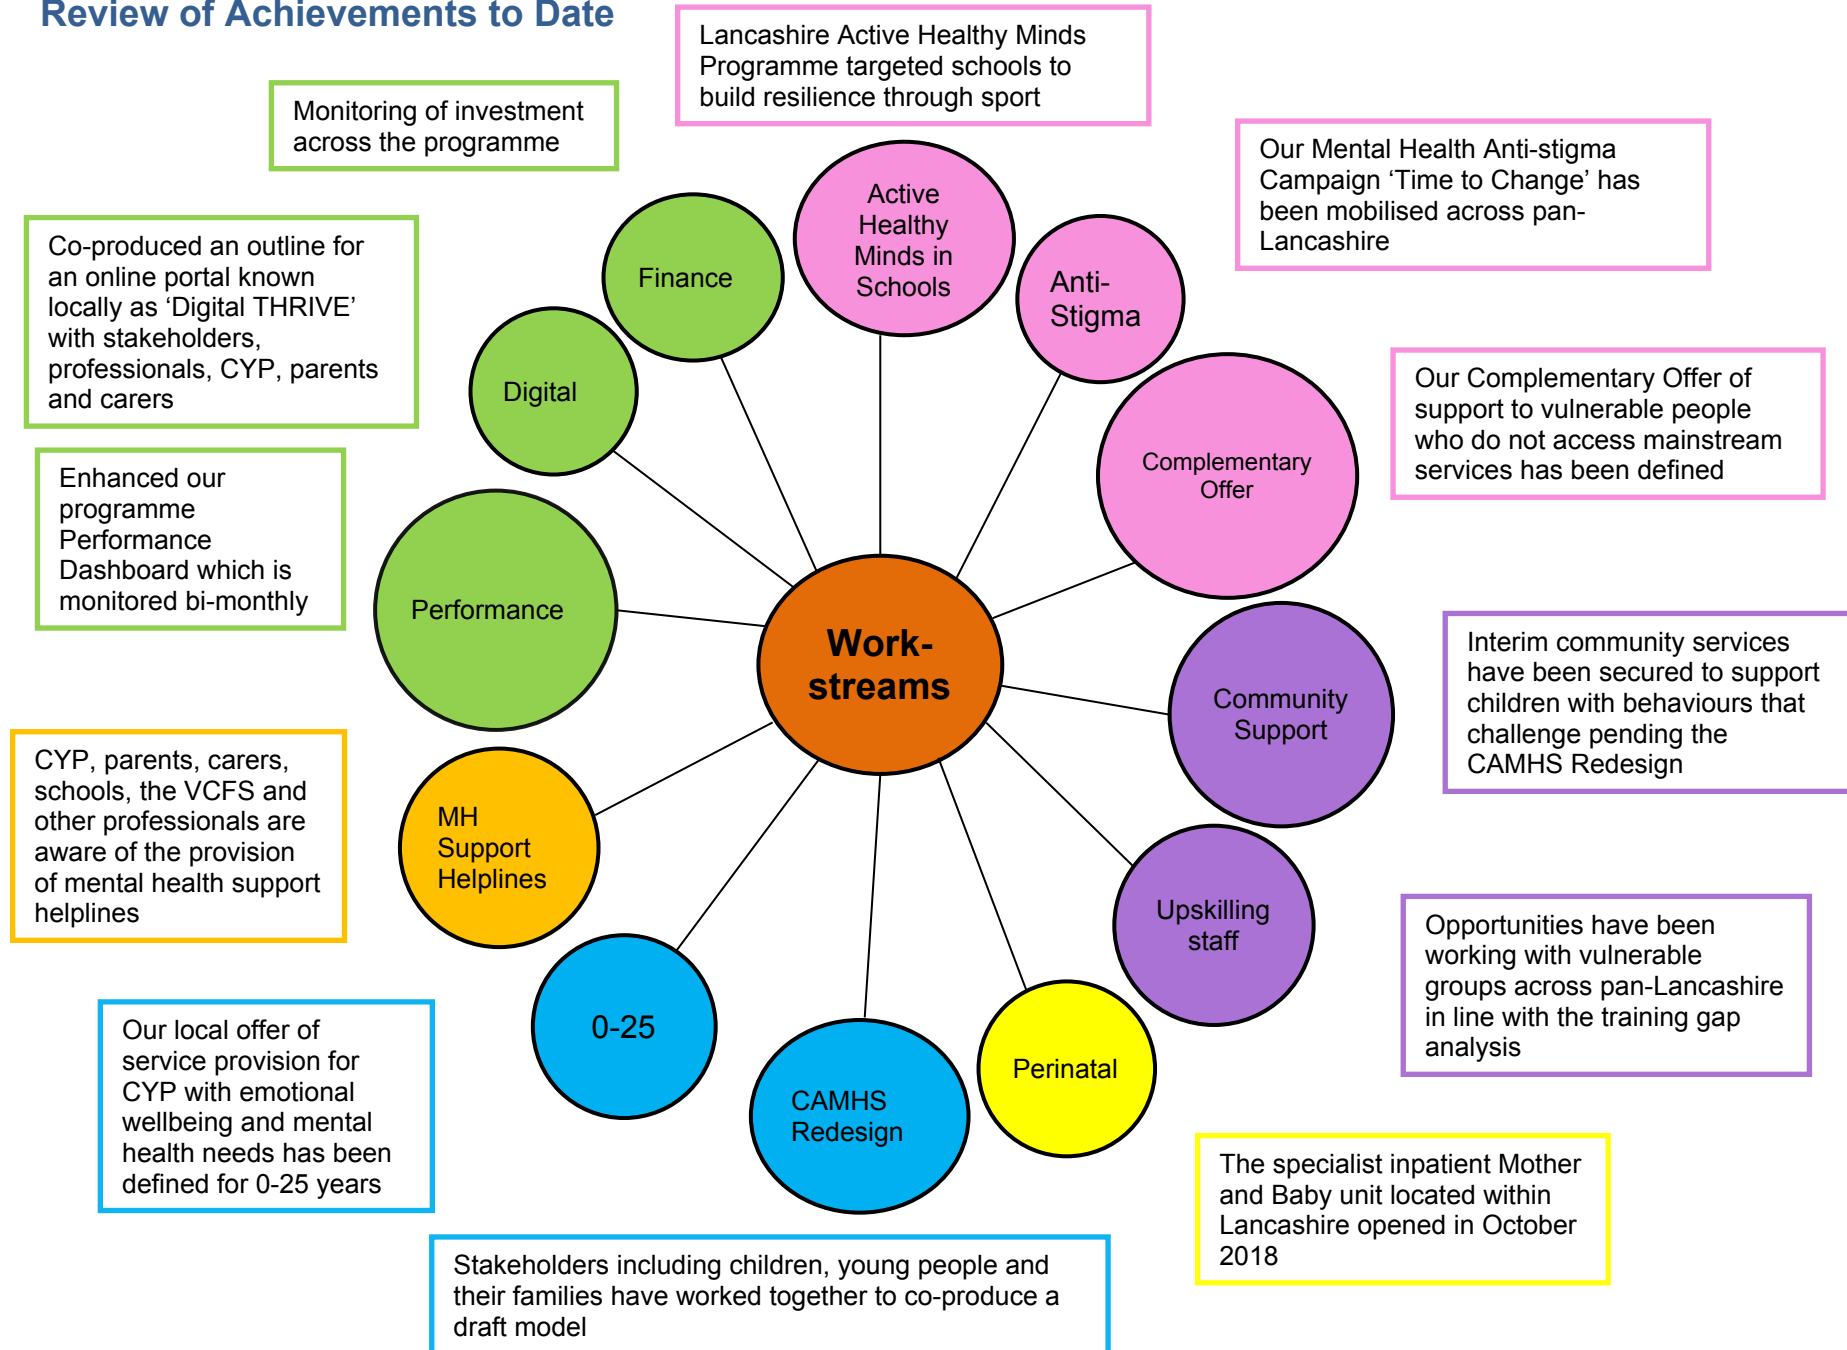 Review of Achievements to Date
Lancashire Active Healthy Minds
Programme targeted schools to
build resilience through sport
Monitoring of investment
across the programme
Our Mental Health Anti-stigma
Campaign ‘Time to Change’ has
been mobilised across pan-
Lancashire
Co-produced an outline for
an online portal known
locally as ‘Digital THRIVE’
with stakeholders,
professionals, CYP, parents
and carers
Active
Healthy
Minds in
Schools
Finance
Anti-
Stigma
Digital
Our Complementary Offer of
support to vulnerable people
who do not access mainstream
services has been defined
Complementary
Offer
Enhanced our
programme
Performance
Dashboard which is
monitored bi-monthly
Performance
Work-
streams
Community
Support
Interim community services
have been secured to support
children with behaviours that
challenge pending the
CAMHS Redesign
CYP, parents, carers,
schools, the VCFS and
other professionals are
aware of the provision
of mental health support
helplines
MH
Support
Helplines
Upskilling
staff
Opportunities have been
working with vulnerable
groups across pan-Lancashire
in line with the training gap
analysis
Our local offer of
service provision for
CYP with emotional
wellbeing and mental
health needs has been
defined for 0-25 years
0-25
CAMHS
Redesign
Perinatal
The specialist inpatient Mother
and Baby unit located within
Lancashire opened in October
2018
Stakeholders including children, young people and
their families have worked together to co-produce a
draft model